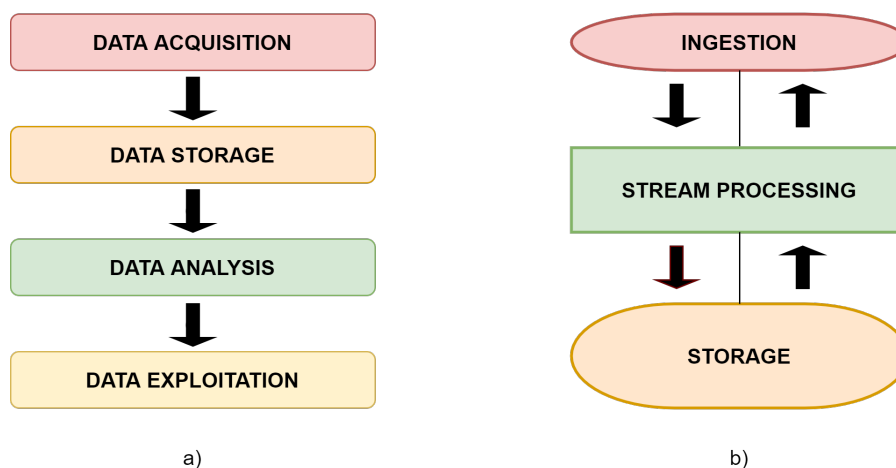 DATA ACQUISITION
DATA STORAGE
DATA ANALYSIS
DATA EXPLOITATION
a)
INGESTION
STREAM PROCESSING
STORAGE
b)